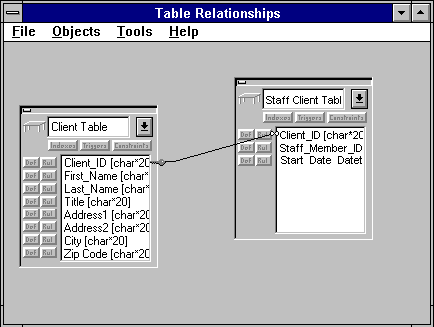 Table Relationships
File Objects Tools Help
Client Table
Indexes Triggers Constraints
Def Rul Client_ID [char*20
Def Rul First_Name [char*20
Def Rul Last_Name [char*20
Def Rul Title [char*20]
Def Rul Address1 [char*20]
Def Rul Address2 [char*20]
Def Rul City [char*20]
Def Rul Zip Code [char*20]
Staff Client Tabl
Indexes Triggers Constraints
Def Rul Client_ID [char*20
Def Rul Staff_Member_ID
Def Rul Start_Date Datet